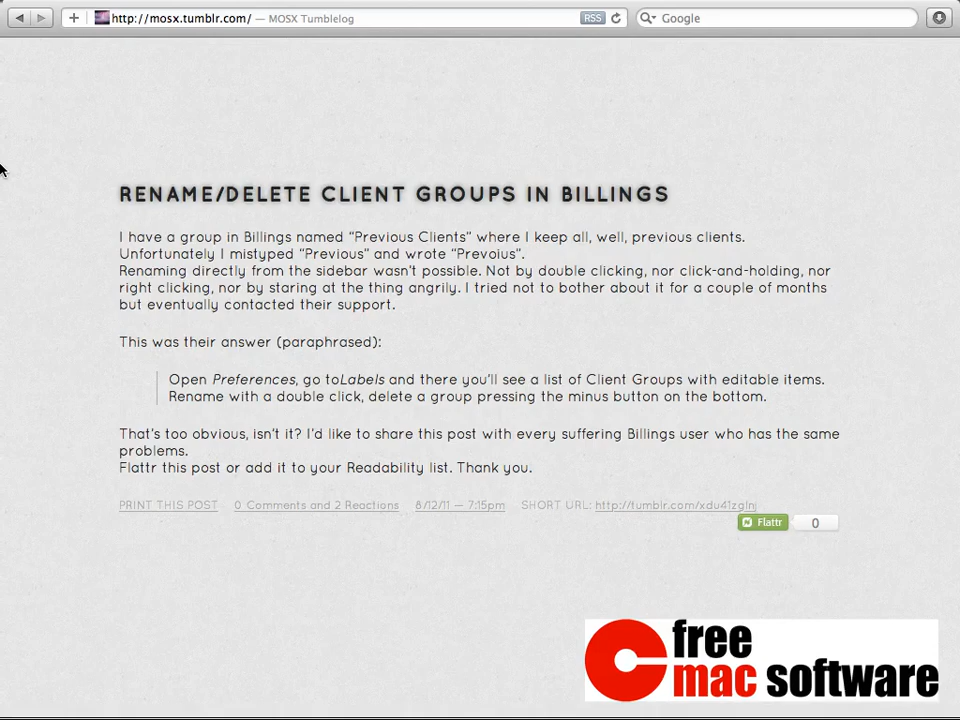 http://mosx.tumblr.com/ — MOSX Tumblelog RSS Google
RENAME/DELETE CLIENT GROUPS IN BILLINGS
I have a group in Billings named “Previous Clients” where I keep all, well, previous clients.
Unfortunately I mistyped “Previous” and wrote “Prevoius”.
Renaming directly from the sidebar wasn't possible. Not by double clicking, nor click-and-holding, nor
right clicking, nor by staring at the thing angrily. I tried not to bother about it for a couple of months
but eventually contacted their support.
This was their answer (paraphrased):
Open Preferences, go toLabels and there you'll see a list of Client Groups with editable items.
Rename with a double click, delete a group pressing the minus button on the bottom.
That's too obvious, isn't it? I'd like to share this post with every suffering Billings user who has the same
problems.
Flattr this post or add it to your Readability list. Thank you.
PRINT THIS POST 0 Comments and 2 Reactions 8/12/11 — 7:15pm SHORT URL: http://tumblr.com/xdu41zglnj
Flattr 0
free
mac software